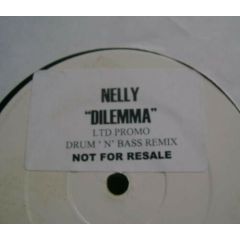 NELLY
"DILEMMA"
LTD PROMO
DRUM ' N' BASS REMIX
NOT FOR RESALE